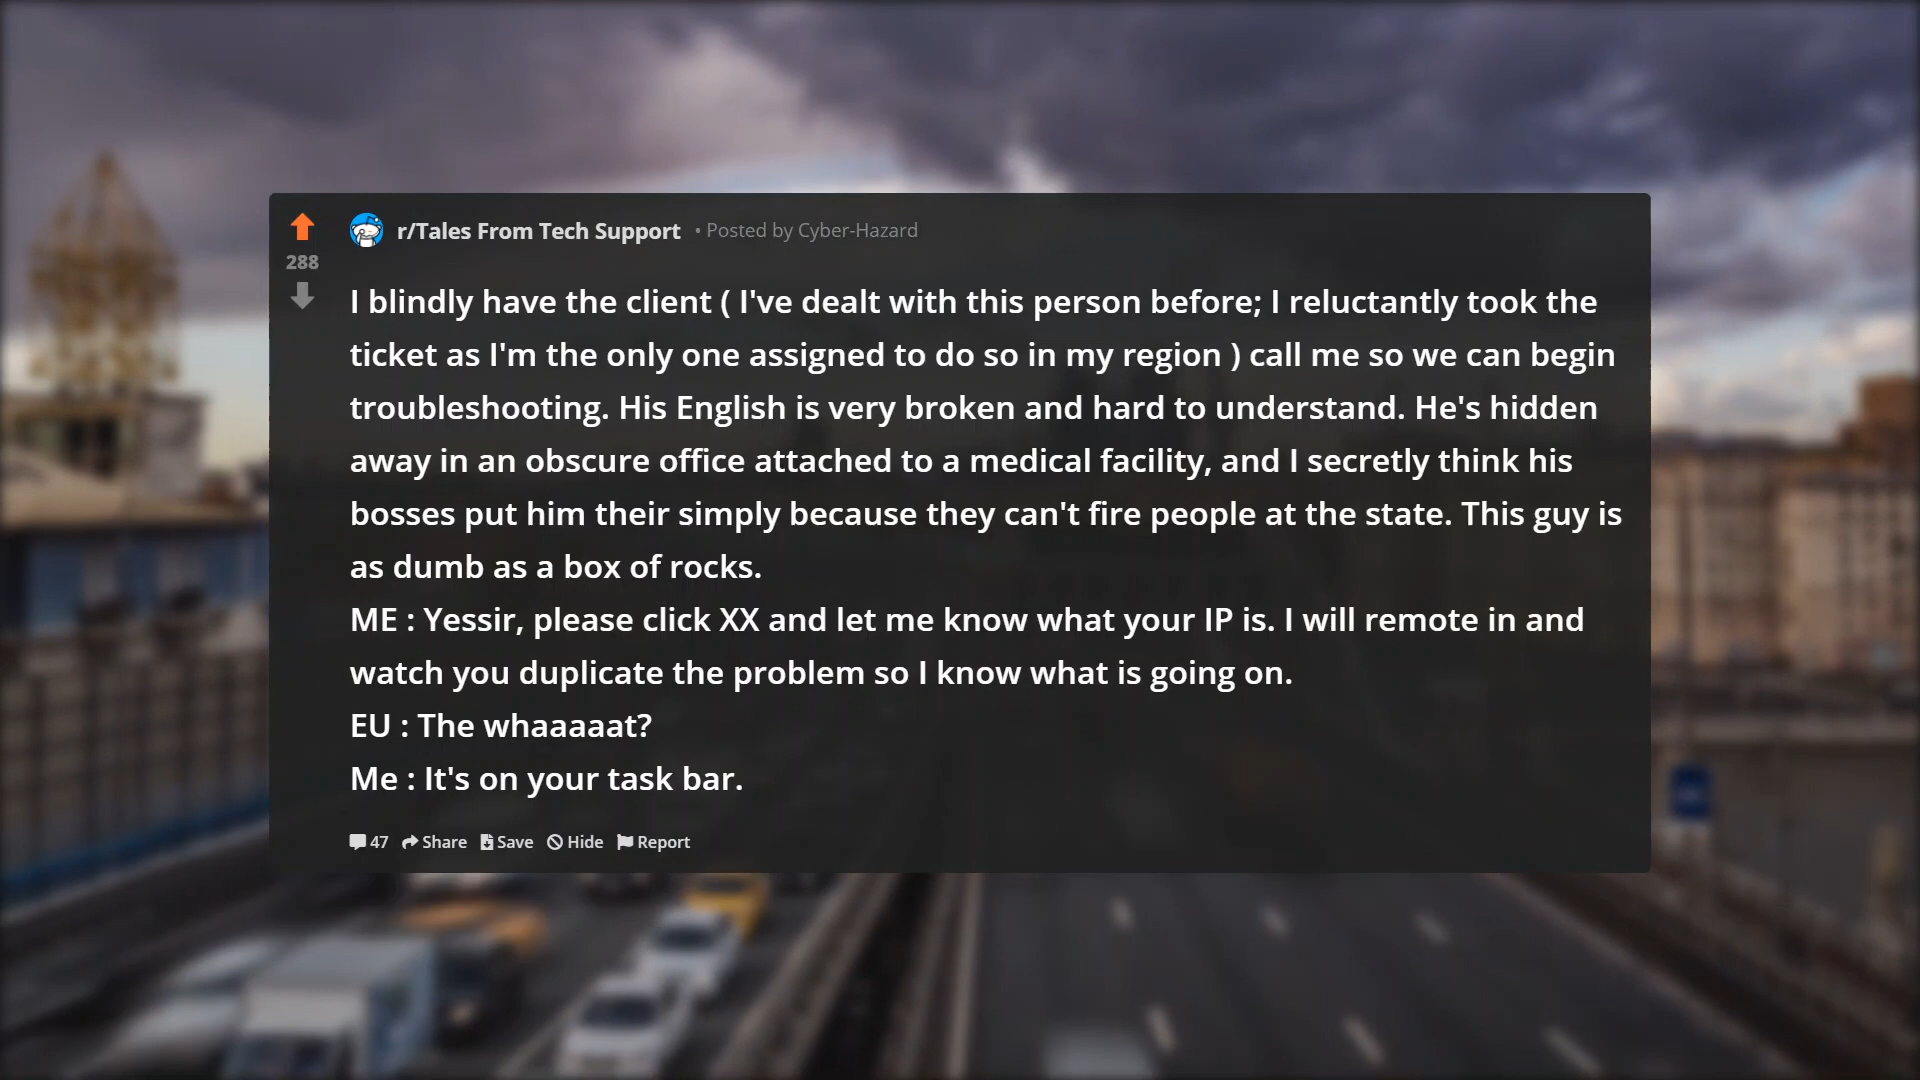 r/Tales From Tech Support • Posted by Cyber-Hazard
288
I blindly have the client ( I've dealt with this person before; I reluctantly took the
ticket as I'm the only one assigned to do so in my region ) call me so we can begin
troubleshooting. His English is very broken and hard to understand. He's hidden
away in an obscure office attached to a medical facility, and I secretly think his
bosses put him their simply because they can't fire people at the state. This guy is
as dumb as a box of rocks.
ME : Yessir, please click XX and let me know what your IP is. I will remote in and
watch you duplicate the problem so I know what is going on.
EU : The whaaaaat?
Me : It's on your task bar.
47 Share Save Hide Report